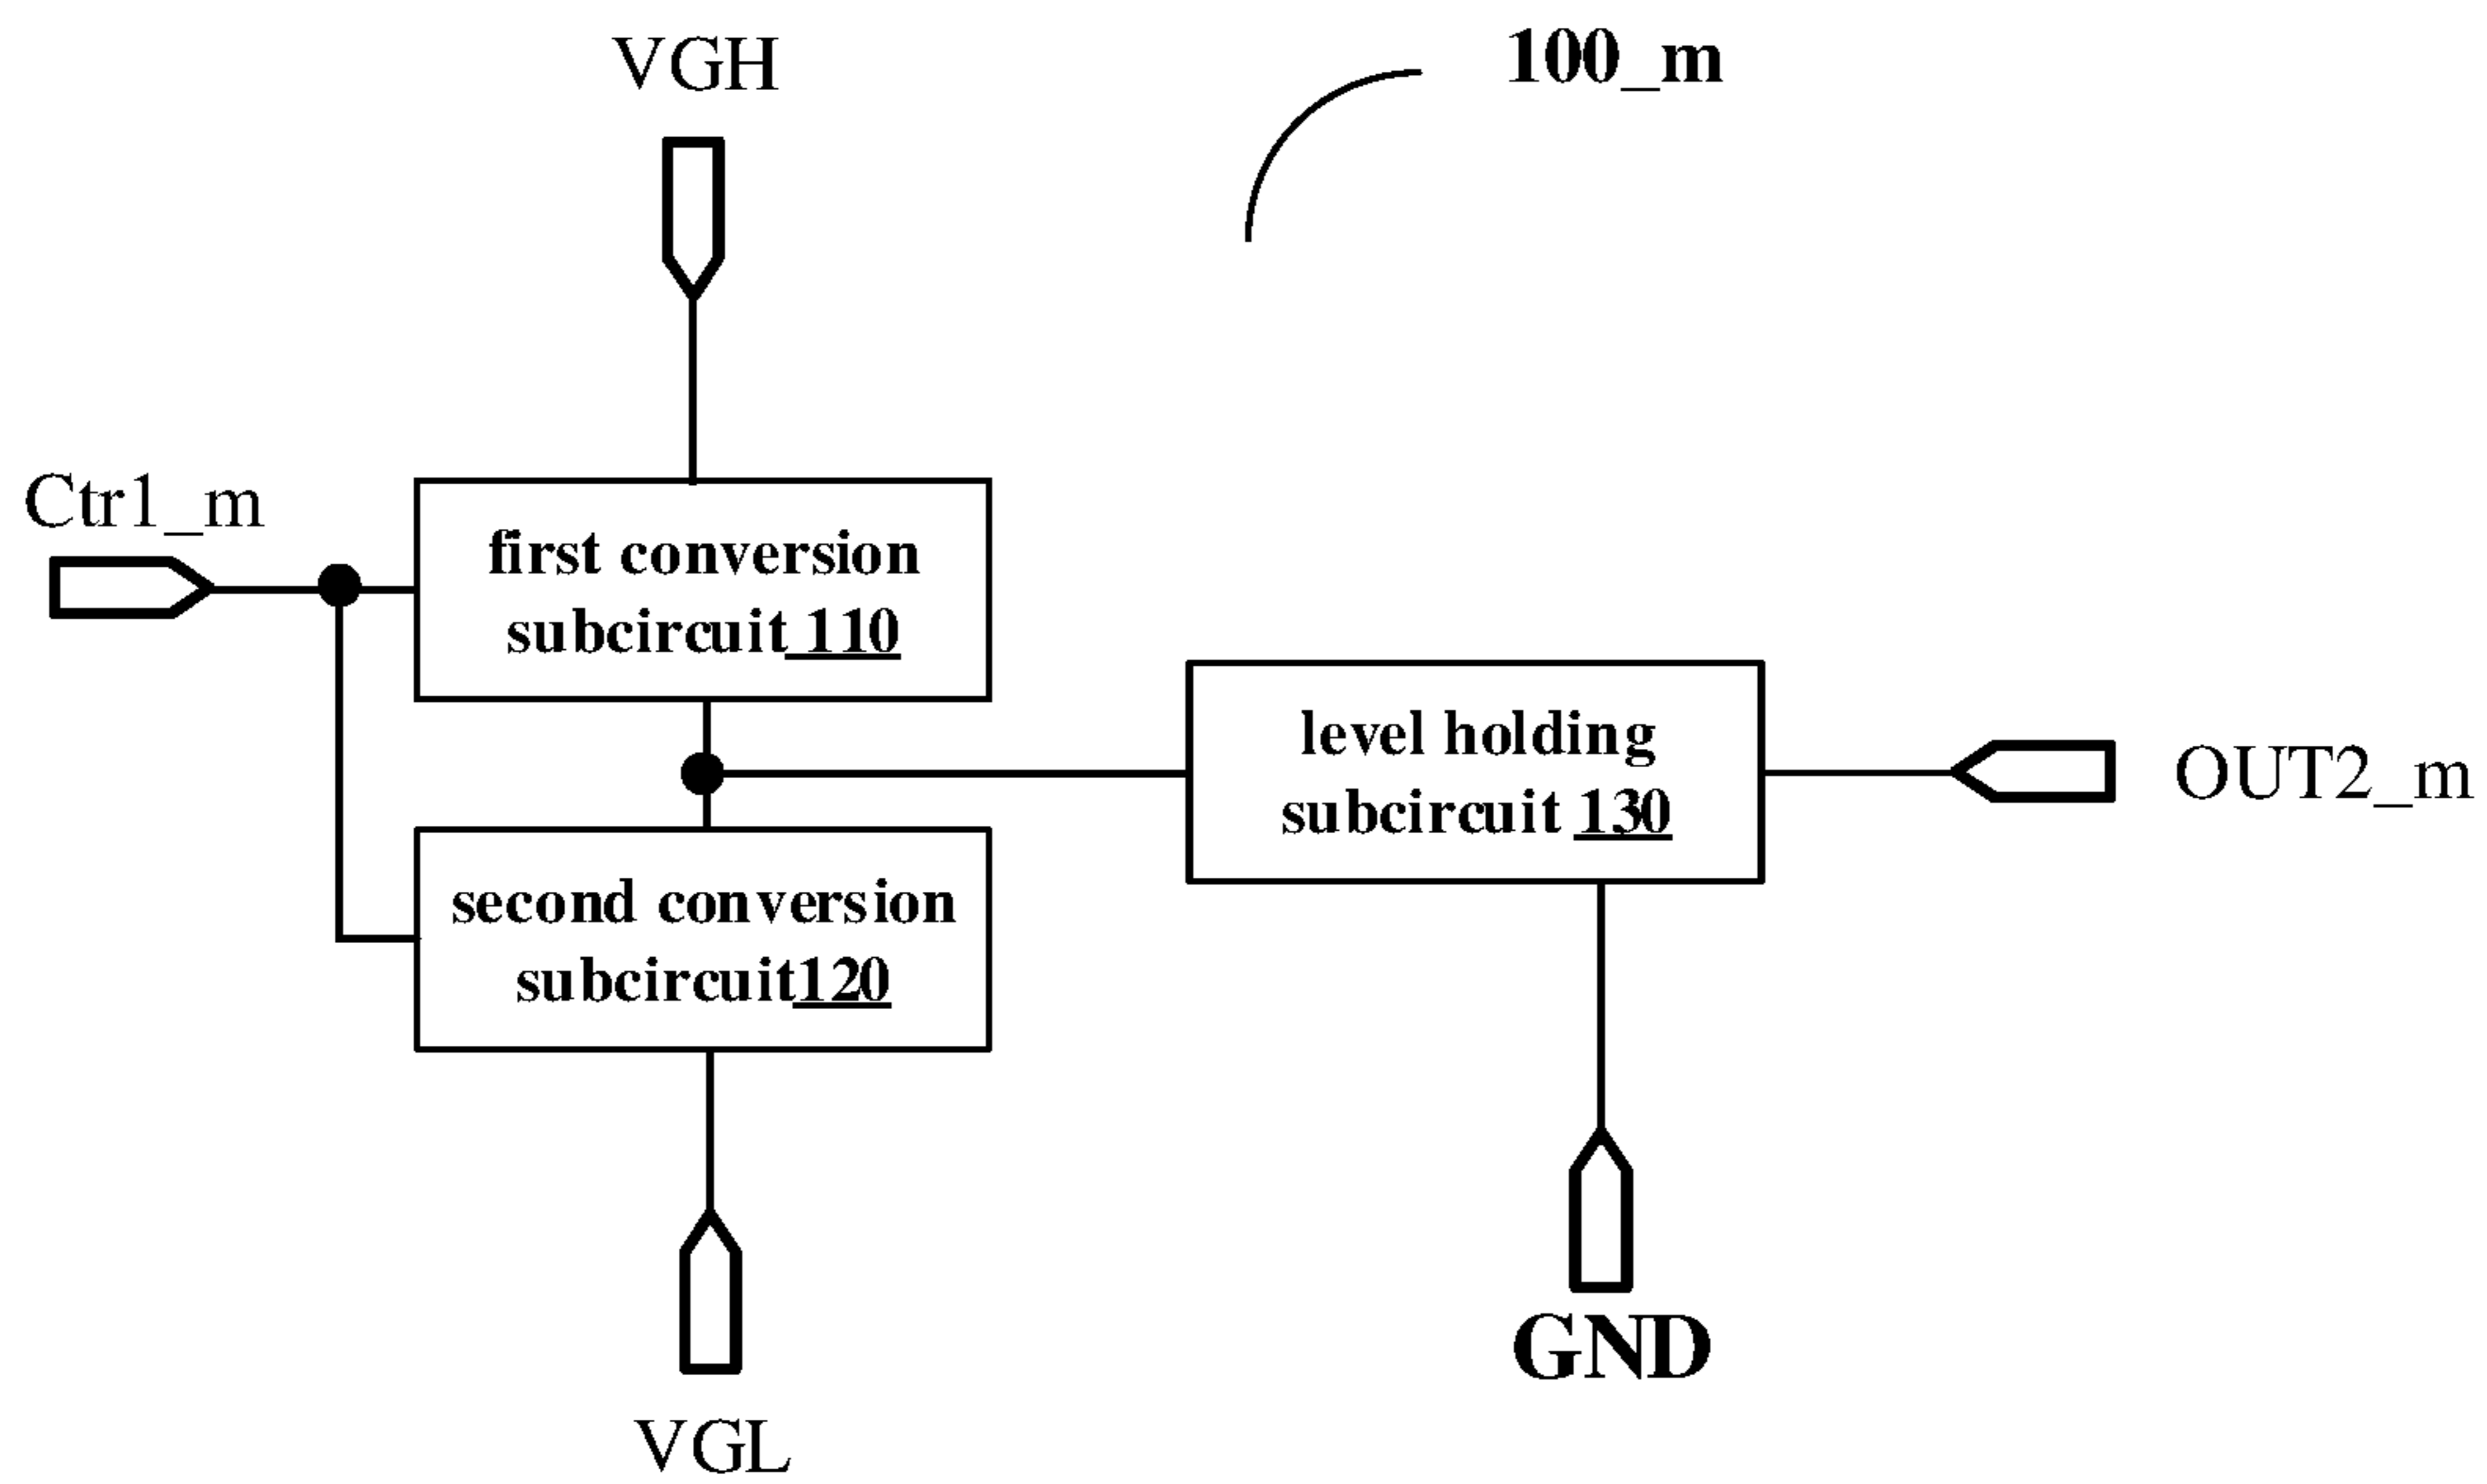 VGH
100_m
Ctr1_m
first conversion
subcircuit 110
level holding
subcircuit 130
OUT2_m
second conversion
subcircuit120
GND
VGL